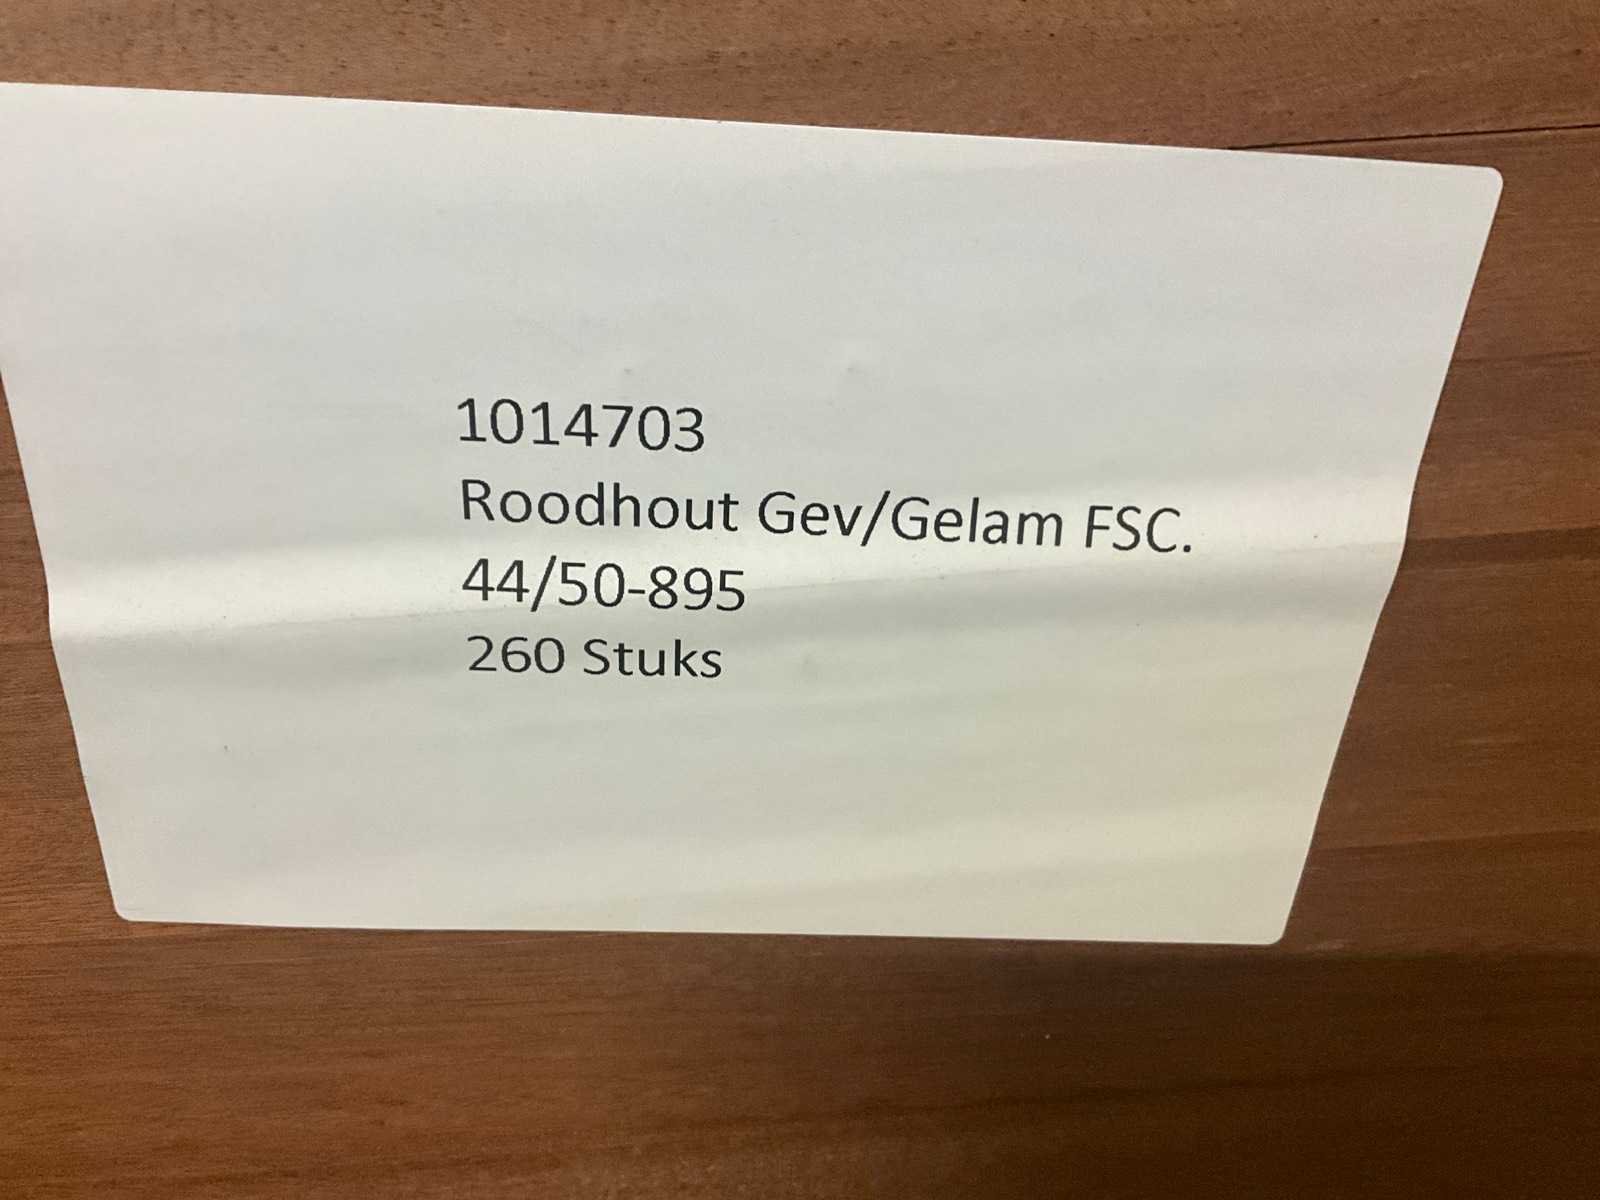 1014703
Roodhout Gev/Gelam FSC.
44/50-895
260 Stuks